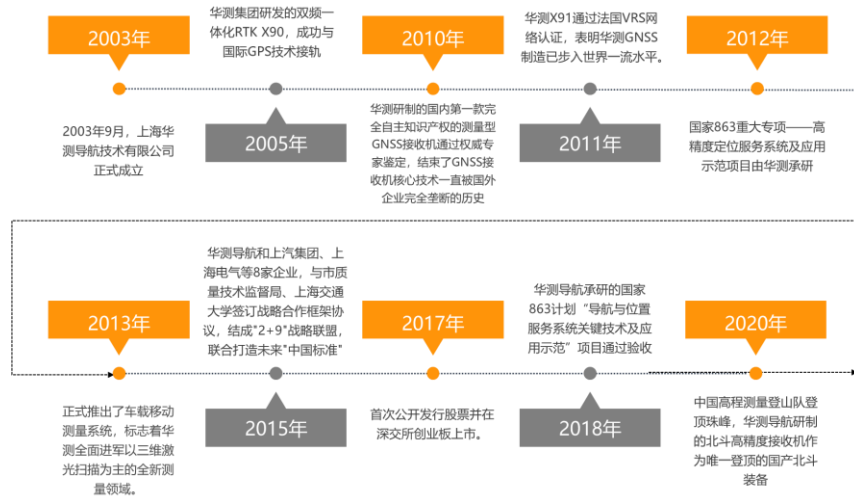 2003年
2003年9月，上海华
测导航技术有限公司
正式成立
华测集团研发的双频一
体化RTK X90，成功与
国际GPS技术接轨
2005年
2010年
华测研制的国内第一款完
全自主知识产权的测量型
GNSS接收机通过权威专
家鉴定，结束了GNSS接
收机核心技术一直被国外
企业完全垄断的历史
华测X91通过法国VRS网
络认证，表明华测GNSS
制造已步入世界一流水平。
2011年
2012年
国家863重大专项——高
精度定位服务系统及应用
示范项目由华测承研
2013年
正式推出了车载移动
测量系统，标志着华
测全面进军以三维激
光扫描为主的全新测
量领域。
华测导航和上汽集团、上
海电气等8家企业，与市质
量技术监督局、上海交通
大学签订战略合作框架协
议，结成"2+9"战略联盟，
联合打造未来"中国标准"
2015年
2017年
首次公开发行股票并在
深交所创业板上市。
华测导航承研的国家
863计划“导航与位置
服务系统关键技术及应
用示范”项目通过验收
2018年
2020年
中国高程测量登山队登
顶珠峰，华测导航研制
的北斗高精度接收机作
为唯一登顶的国产北斗
装备